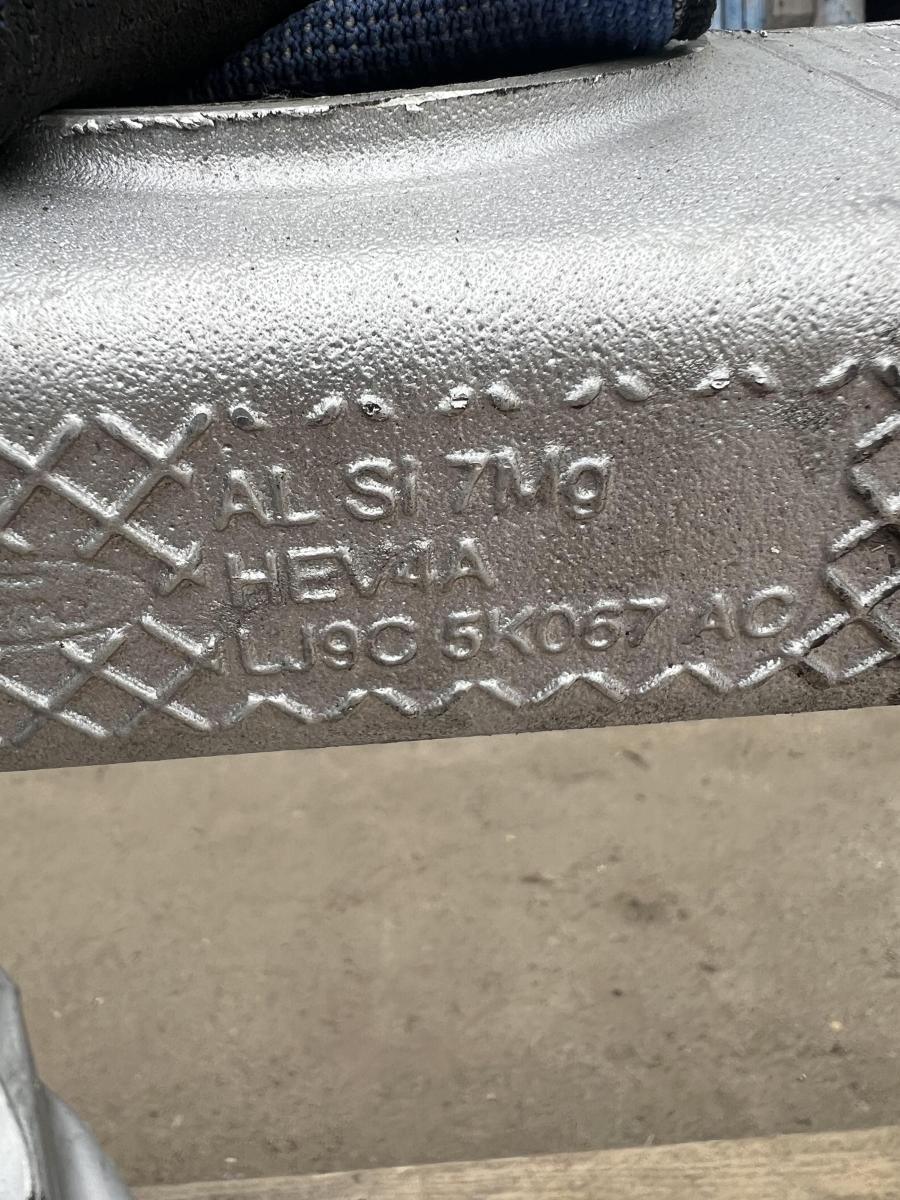 AL Si 7Mg
HEV4A
LJ9C 5K067 AC